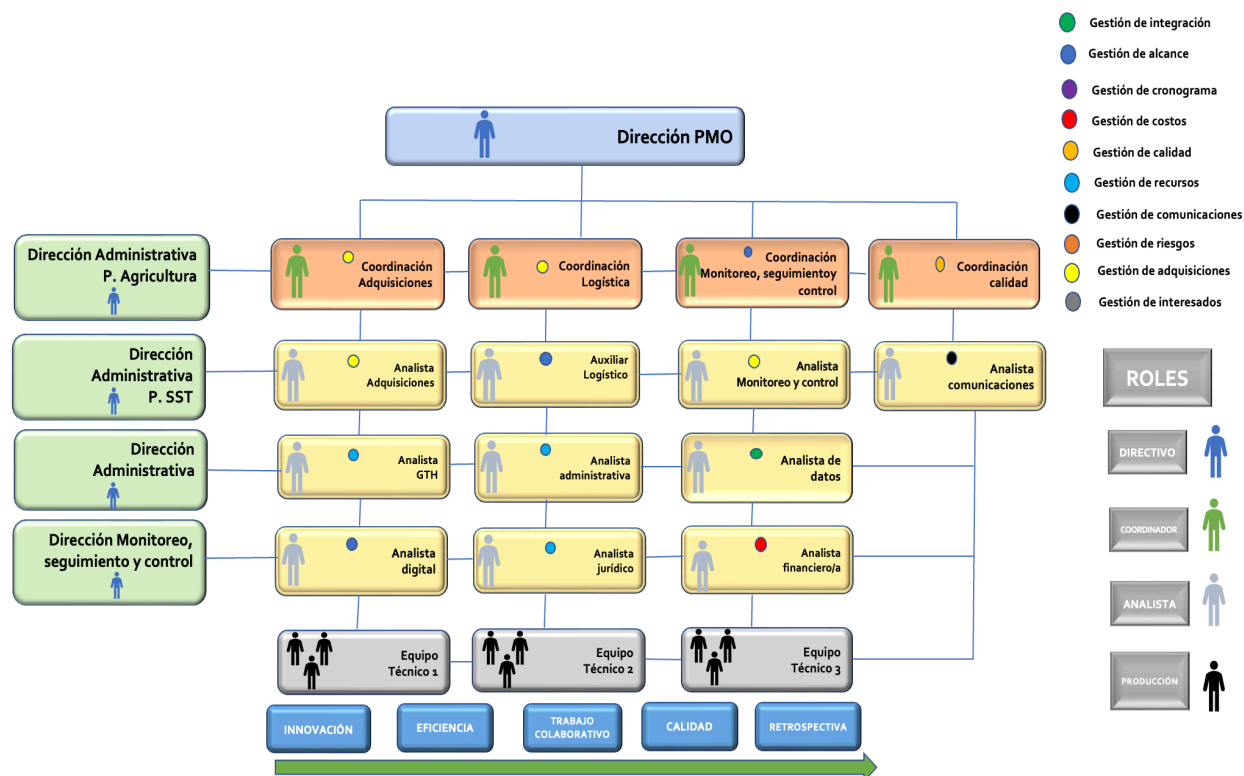 Gestión de integración
Gestión de alcance
Gestión de cronograma
Gestión de costos
Gestión de calidad
Gestión de recursos
Gestión de comunicaciones
Gestión de riesgos
Gestión de adquisiciones
Gestión de interesados
Dirección PMO
Dirección Administrativa
P. Agricultura
Coordinación
Adquisiciones
Coordinación
Logística
Coordinación
Monitoreo, seguimientoy
control
Coordinación
calidad
Dirección
Administrativa
P. SST
Analista
Adquisiciones
Auxiliar
Logístico
Analista
Monitoreo y control
Analista
comunicaciones
Dirección
Administrativa
Analista
GTH
Analista
administrativa
Analista de
datos
Dirección Monitoreo,
seguimiento y control
Analista
digital
Analista
jurídico
Analista
financiero/a
Equipo
Técnico 1
Equipo
Técnico 2
Equipo
Técnico 3
INNOVACIÓN
EFICIENCIA
TRABAJO
COLABORATIVO
CALIDAD
RETROSPECTIVA
ROLES
DIRECTIVO
COORDINADOR
ANALISTA
PRODUCCIÓN